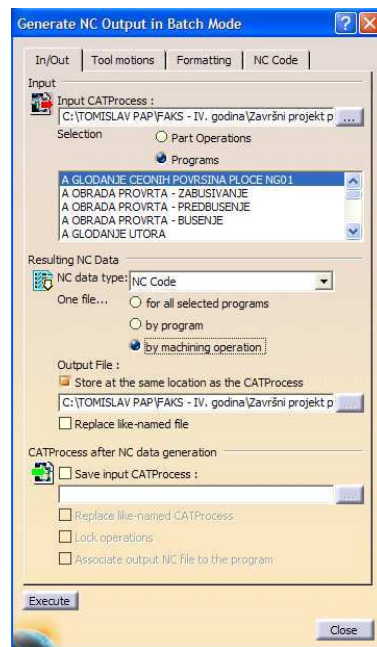 Generate NC Output in Batch Mode
In/Out Tool motions Formatting NC Code
Input
Input CATProcess :
C:\TOMISLAV PAP\FAKS - IV. godina\Završni projekt p ...
Selection Part Operations
Programs
A GLODANJE CEONIH POVRSINA PLOCE NG01
A OBRADA PROVRTA - ZABUSIVANJE
A OBRADA PROVRTA - PREDBUSENJE
A OBRADA PROVRTA - BUSENJE
A GLODANJE UTORA
Resulting NC Data
NC data type: NC Code
One file... for all selected programs
by program
by machining operation
Output File :
Store at the same location as the CATProcess
C:\TOMISLAV PAP\FAKS - IV. godina\Završni projekt p ...
Replace like-named file
CATProcess after NC data generation
Save input CATProcess :
...
Replace like-named CATProcess
Lock operations
Associate output NC file to the program
Execute
Close